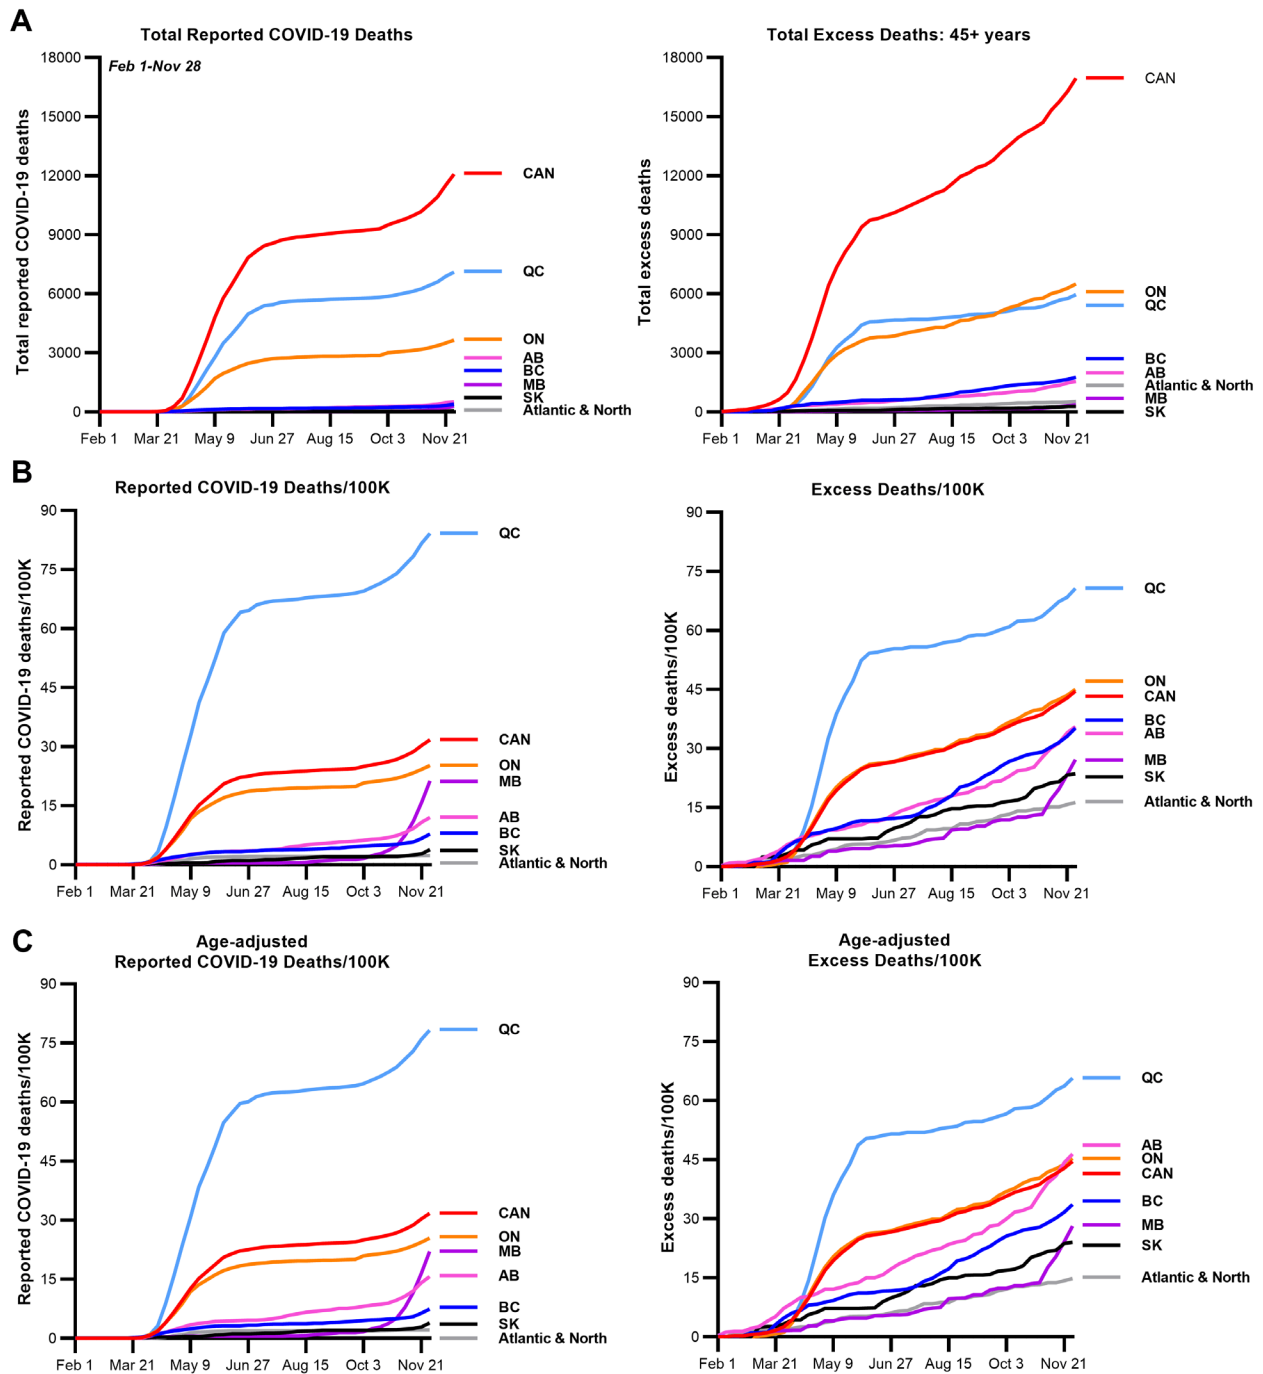 A
Total Reported COVID-19 Deaths
Feb 1-Nov 28
Total reported COVID-19 deaths
18000
15000
12000
9000
6000
3000
0
Feb 1 Mar 21 May 9 Jun 27 Aug 15 Oct 3 Nov 21
CAN
QC
ON
AB
BC
MB
SK
Atlantic & North
Total Excess Deaths: 45+ years
Total excess deaths
18000
15000
12000
9000
6000
3000
0
Feb 1 Mar 21 May 9 Jun 27 Aug 15 Oct 3 Nov 21
CAN
ON
QC
BC
AB
Atlantic & North
MB
SK
B
Reported COVID-19 Deaths/100K
Reported COVID-19 deaths/100K
90
75
60
45
30
15
0
Feb 1 Mar 21 May 9 Jun 27 Aug 15 Oct 3 Nov 21
QC
CAN
ON
MB
AB
BC
SK
Atlantic & North
Excess Deaths/100K
Excess deaths/100K
90
75
60
45
30
15
0
Feb 1 Mar 21 May 9 Jun 27 Aug 15 Oct 3 Nov 21
QC
ON
CAN
BC
AB
MB
SK
Atlantic & North
C
Age-adjusted
Reported COVID-19 Deaths/100K
Reported COVID-19 deaths/100K
90
75
60
45
30
15
0
Feb 1 Mar 21 May 9 Jun 27 Aug 15 Oct 3 Nov 21
QC
CAN
ON
MB
AB
BC
SK
Atlantic & North
Age-adjusted
Excess Deaths/100K
Excess deaths/100K
90
75
60
45
30
15
0
Feb 1 Mar 21 May 9 Jun 27 Aug 15 Oct 3 Nov 21
QC
AB
ON
CAN
BC
MB
SK
Atlantic & North